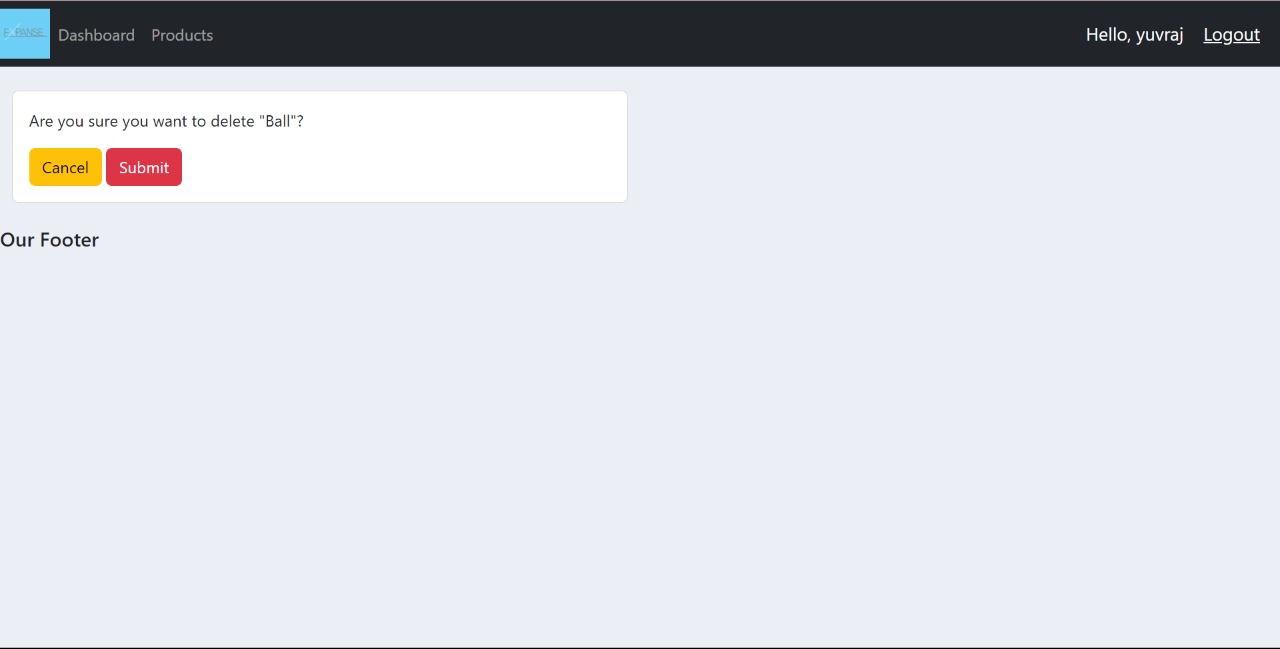 EXPANSE
Dashboard Products
Hello, yuvraj Logout
Are you sure you want to delete "Ball"?
Cancel Submit
Our Footer